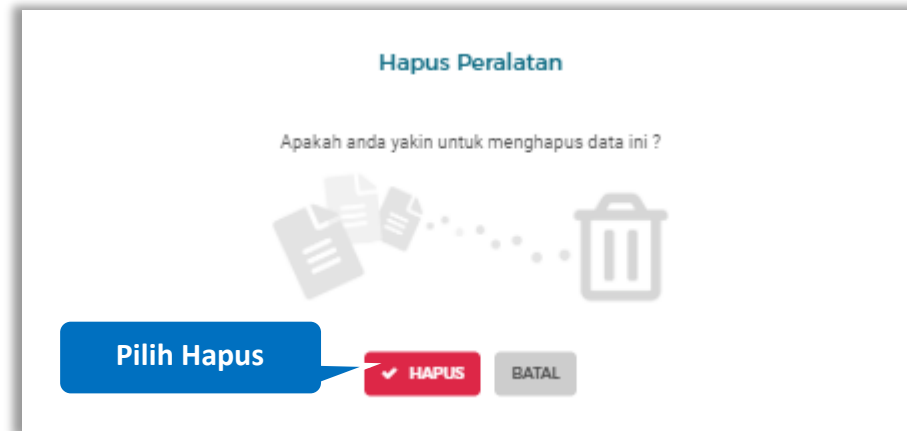 Hapus Peralatan
Apakah anda yakin untuk menghapus data ini ?
Pilih Hapus
HAPUS
BATAL